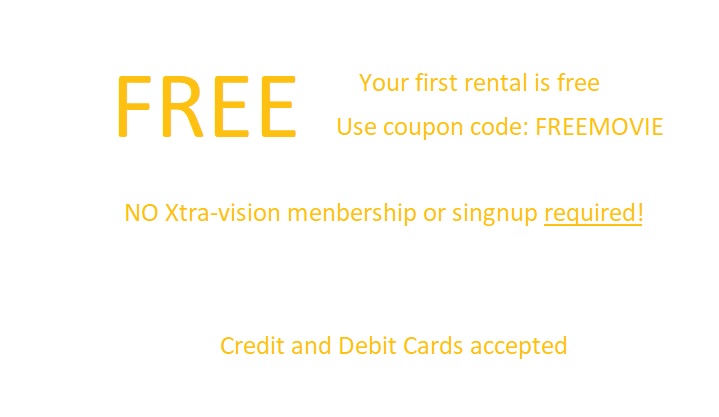 FREE
Your first rental is free
Use coupon code: FREEMOVIE
NO Xtra-vision menbership or singnup required!
Credit and Debit Cards accepted